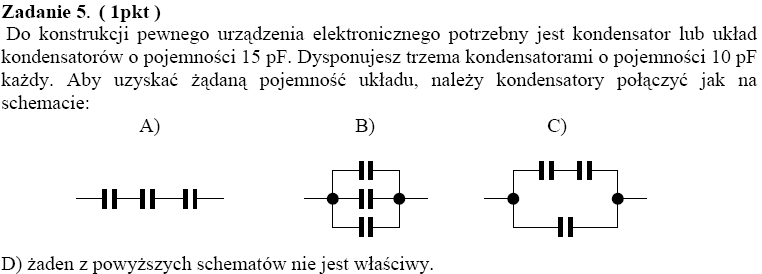 Zadanie 5. ( 1pkt )
Do konstrukcji pewnego urządzenia elektronicznego potrzebny jest kondensator lub układ
kondensatorów o pojemności 15 pF. Dysponujesz trzema kondensatorami o pojemności 10 pF
każdy. Aby uzyskać żądaną pojemność układu, należy kondensatory połączyć jak na
schemacie:
A) B) C)
D) żaden z powyższych schematów nie jest właściwy.